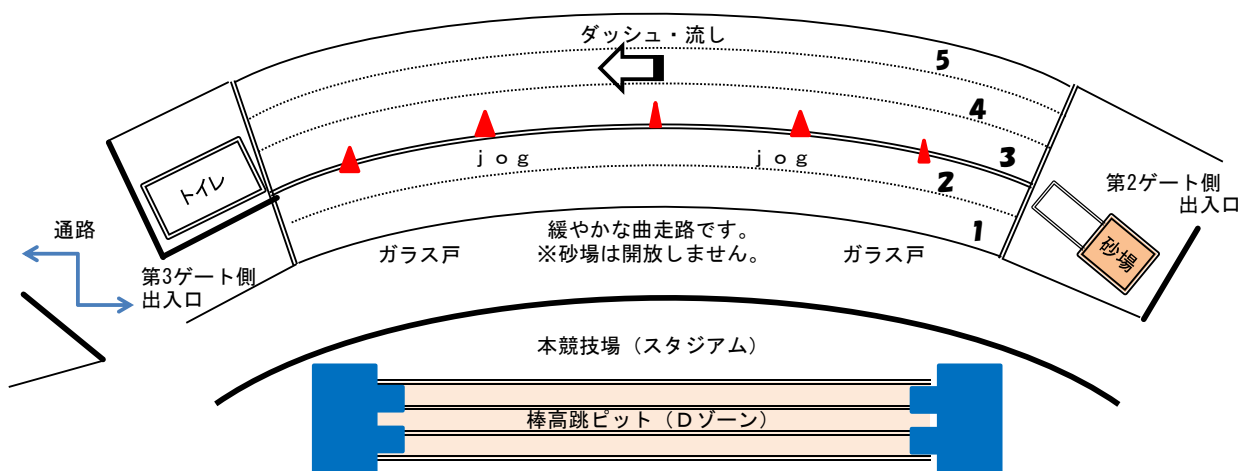 ダッシュ・流し
5
4
ｊｏｇ
ｊｏｇ
3
2
1
トイレ
第2ゲート側
出入口
砂場
緩やかな曲走路です。
※砂場は開放しません。
ガラス戸
ガラス戸
通路
第3ゲート側
出入口
本競技場（スタジアム）
棒高跳ピット（Ｄゾーン）